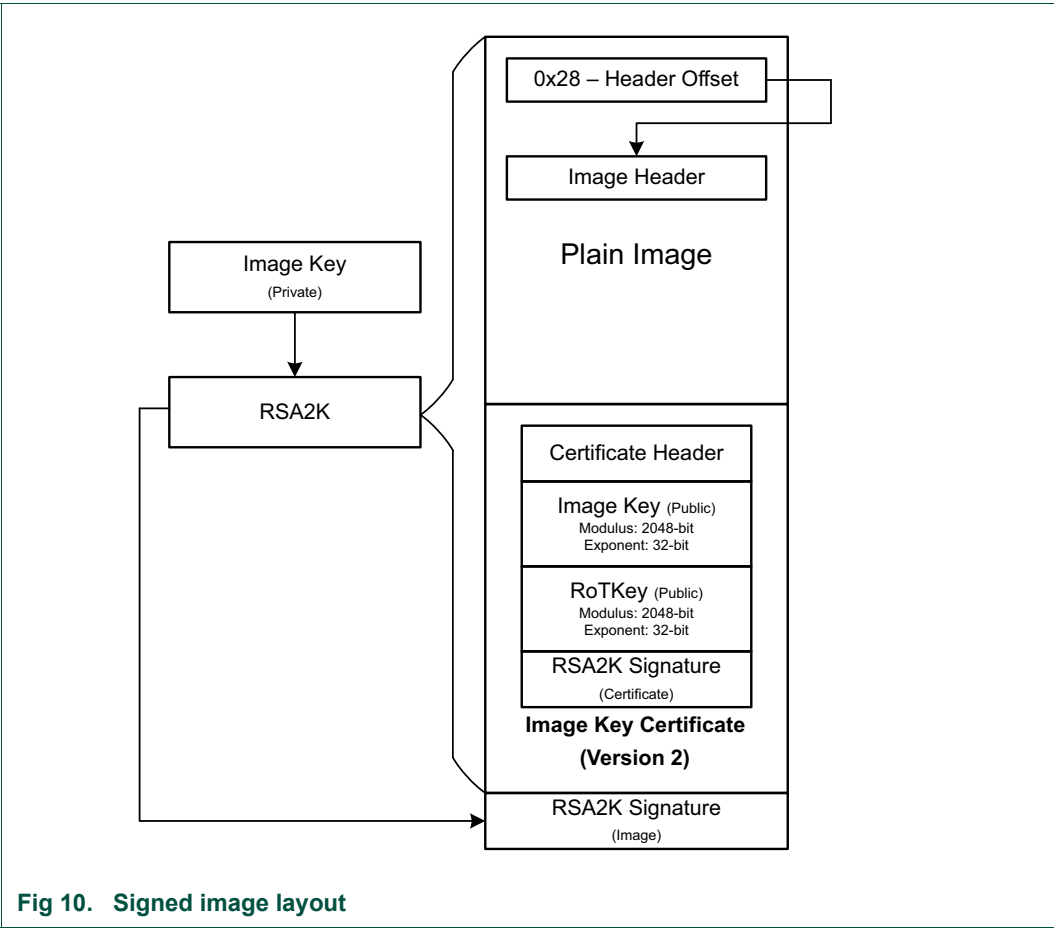 0x28 – Header Offset
Image Header
Plain Image
Image Key
(Private)
RSA2K
Certificate Header
Image Key (Public)
Modulus: 2048-bit
Exponent: 32-bit
RoTKey (Public)
Modulus: 2048-bit
Exponent: 32-bit
RSA2K Signature
(Certificate)
Image Key Certificate
(Version 2)
RSA2K Signature
(Image)
Fig 10. Signed image layout